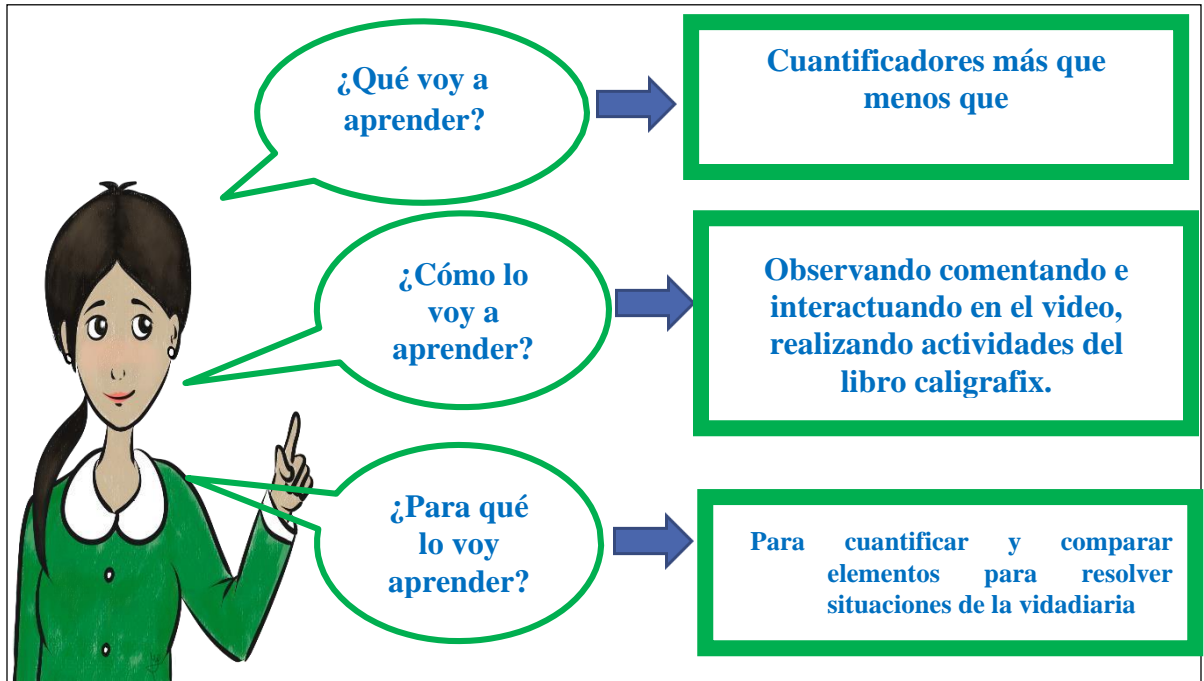 ¿Qué voy a
aprender?
Cuantificadores más que
menos que
¿Cómo lo
voy a
aprender?
Observando comentando e
interactuando en el video,
realizando actividades del
libro caligrafix.
¿Para qué
lo voy
aprender?
Para cuantificar y comparar
elementos para resolver
situaciones de la vidadiaria